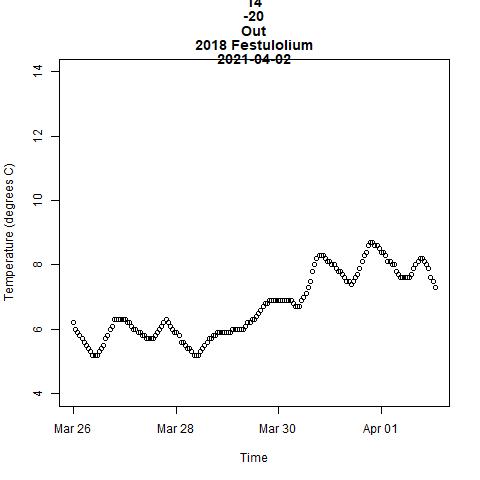 14
-20
Out
2018 Festulolium
2021-04-02
14
12
10
8
6
4
Temperature (degrees C)
Mar 26
Mar 28
Mar 30
Apr 01
Time